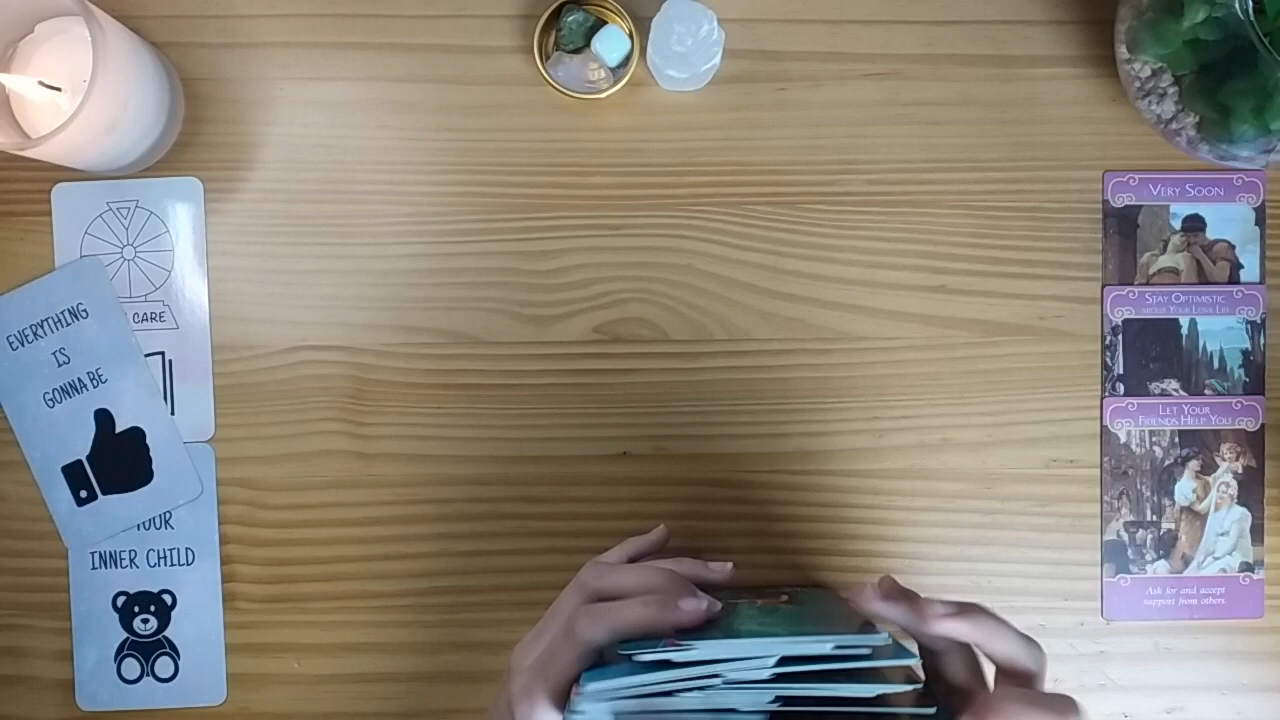 CARE
EVERYTHING
IS
GONNA BE
YOUR
INNER CHILD
VERY SOON
STAY OPTIMISTIC
ABOUT YOUR LOVE LIFE
LET YOUR
FRIENDS HELP YOU
Ask for and accept
support from others.